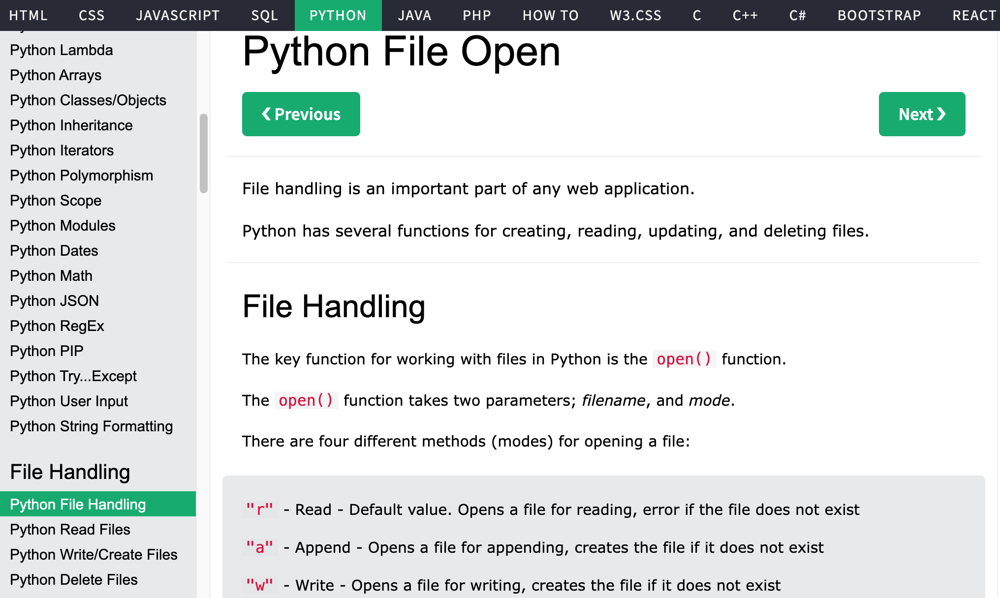 HTML CSS JAVASCRIPT SQL PYTHON JAVA PHP HOW TO W3.CSS C C++ C# BOOTSTRAP REACT
Python Lambda
Python Arrays
Python Classes/Objects
Python Inheritance
Python Iterators
Python Polymorphism
Python Scope
Python Modules
Python Dates
Python Math
Python JSON
Python RegEx
Python PIP
Python Try...Except
Python User Input
Python String Formatting
File Handling
Python File Handling
Python Read Files
Python Write/Create Files
Python Delete Files
Python File Open
❮ Previous
Next ❯
File handling is an important part of any web application.
Python has several functions for creating, reading, updating, and deleting files.
File Handling
The key function for working with files in Python is the open() function.
The open() function takes two parameters; filename, and mode.
There are four different methods (modes) for opening a file:
"r" - Read - Default value. Opens a file for reading, error if the file does not exist
"a" - Append - Opens a file for appending, creates the file if it does not exist
"w" - Write - Opens a file for writing, creates the file if it does not exist